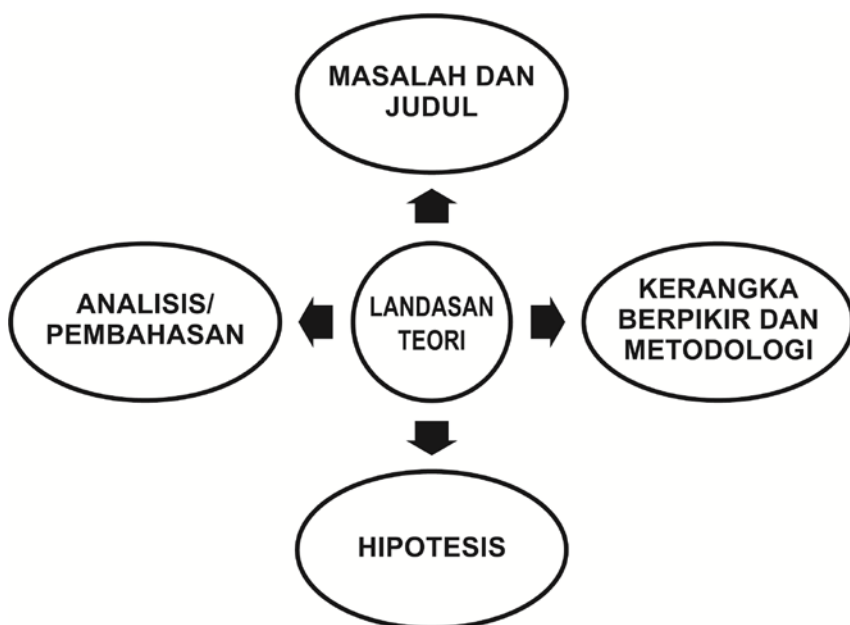 MASALAH DAN
JUDUL
ANALISIS/
PEMBAHASAN
LANDASAN
TEORI
KERANGKA
BERPIKIR DAN
METODOLOGI
HIPOTESIS